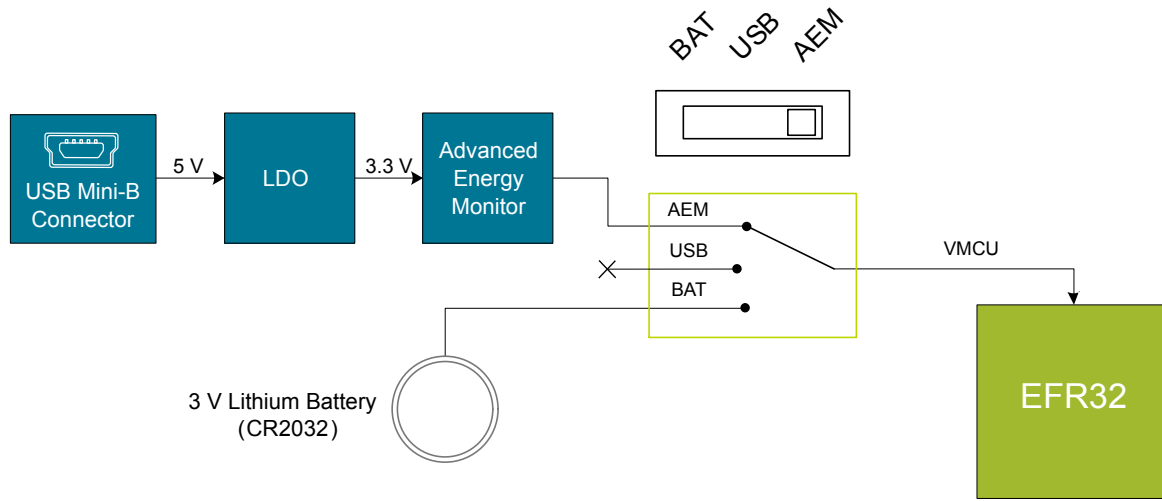 BAT
USB
AEM
USB Mini-B
Connector
5 V
LDO
3.3 V
Advanced
Energy
Monitor
AEM
USB
BAT
VMCU
3 V Lithium Battery
(CR2032)
EFR32